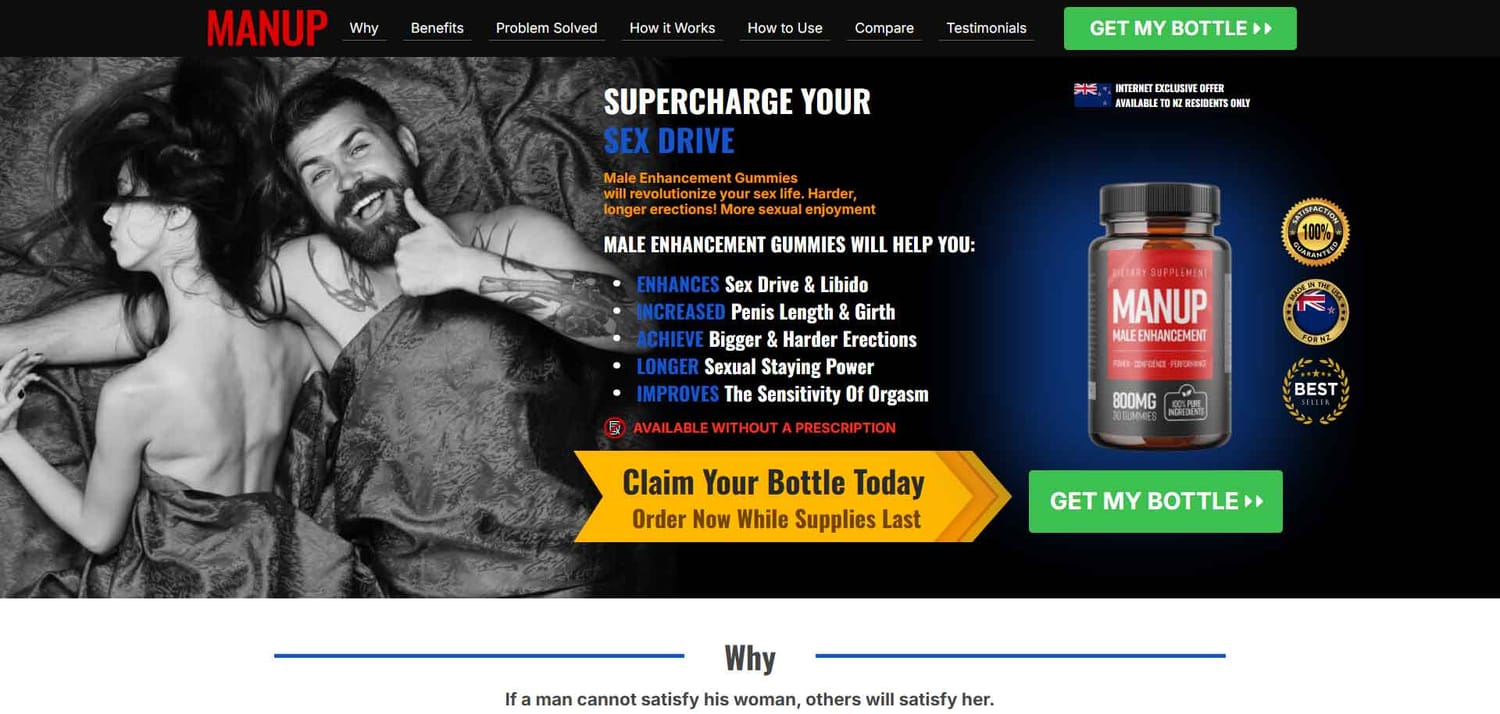 MANUP
Why
Benefits
Problem Solved
How it Works
How to Use
Compare
Testimonials
GET MY BOTTLE
SUPERCHARGE YOUR
SEX DRIVE
Male Enhancement Gummies
will revolutionize your sex life. Harder,
longer erections! More sexual enjoyment
MALE ENHANCEMENT GUMMIES WILL HELP YOU:
• ENHANCES Sex Drive & Libido
• INCREASED Penis Length & Girth
• ACHIEVE Bigger & Harder Erections
• LONGER Sexual Staying Power
• IMPROVES The Sensitivity Of Orgasm
AVAILABLE WITHOUT A PRESCRIPTION
Claim Your Bottle Today
Order Now While Supplies Last
INTERNET EXCLUSIVE OFFER
AVAILABLE TO NZ RESIDENTS ONLY
DIETARY SUPPLEMENT
MANUP
MALE ENHANCEMENT
POWER · CONFIDENCE · PERFORMANCE
800MG
30 GUMMIES
100% PURE
INGREDIENTS
SATISFACTION
100%
GUARANTEED
MADE IN THE USA
FOR NZ
BEST
SELLER
GET MY BOTTLE
Why
If a man cannot satisfy his woman, others will satisfy her.